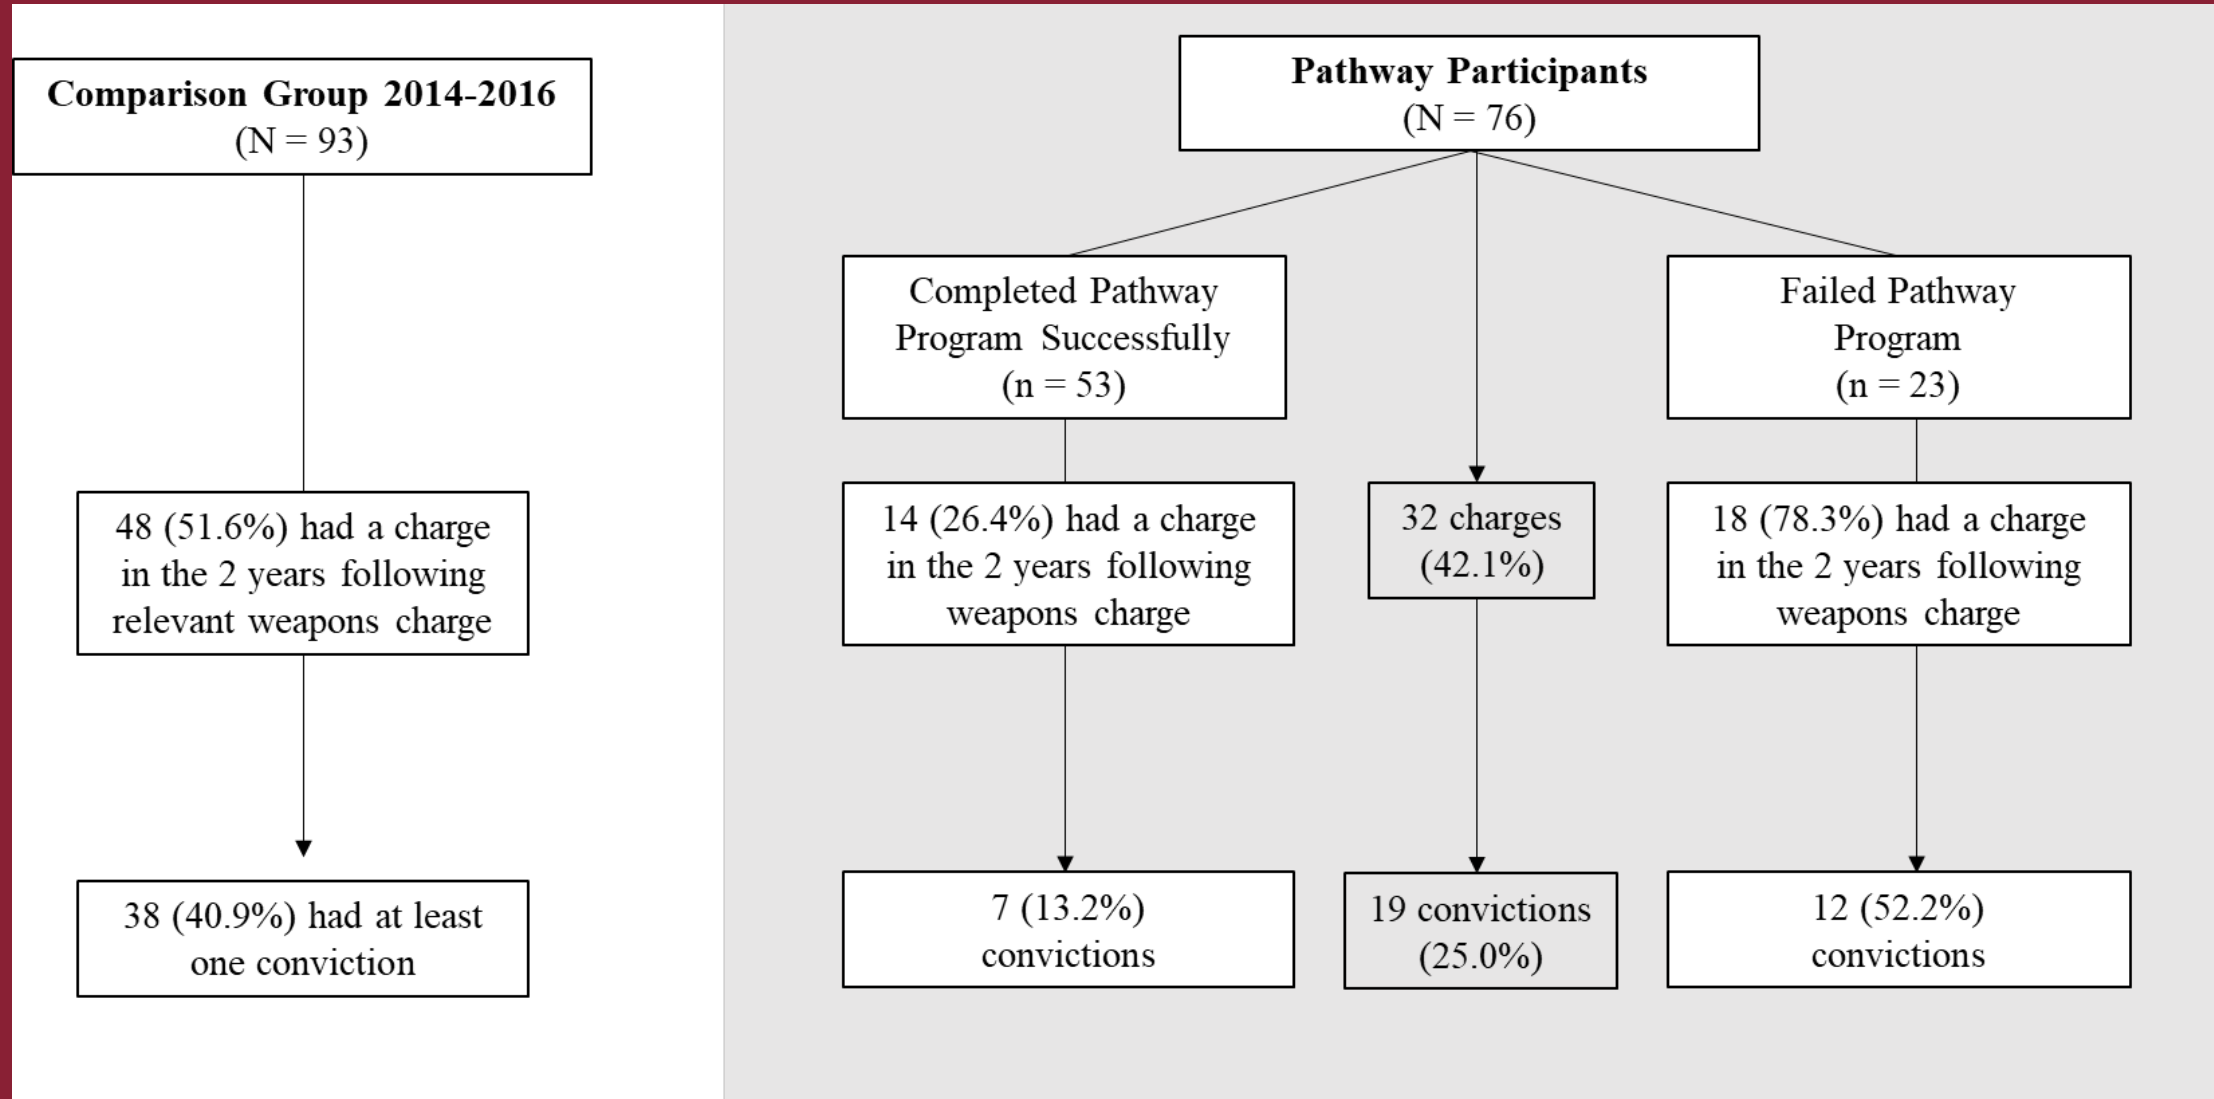 Comparison Group 2014-2016
(N = 93)
48 (51.6%) had a charge
in the 2 years following
relevant weapons charge
38 (40.9%) had at least
one conviction
Pathway Participants
(N = 76)
Completed Pathway
Program Successfully
(n = 53)
14 (26.4%) had a charge
in the 2 years following
weapons charge
7 (13.2%)
convictions
32 charges
(42.1%)
19 convictions
(25.0%)
Failed Pathway
Program
(n = 23)
18 (78.3%) had a charge
in the 2 years following
weapons charge
12 (52.2%)
convictions